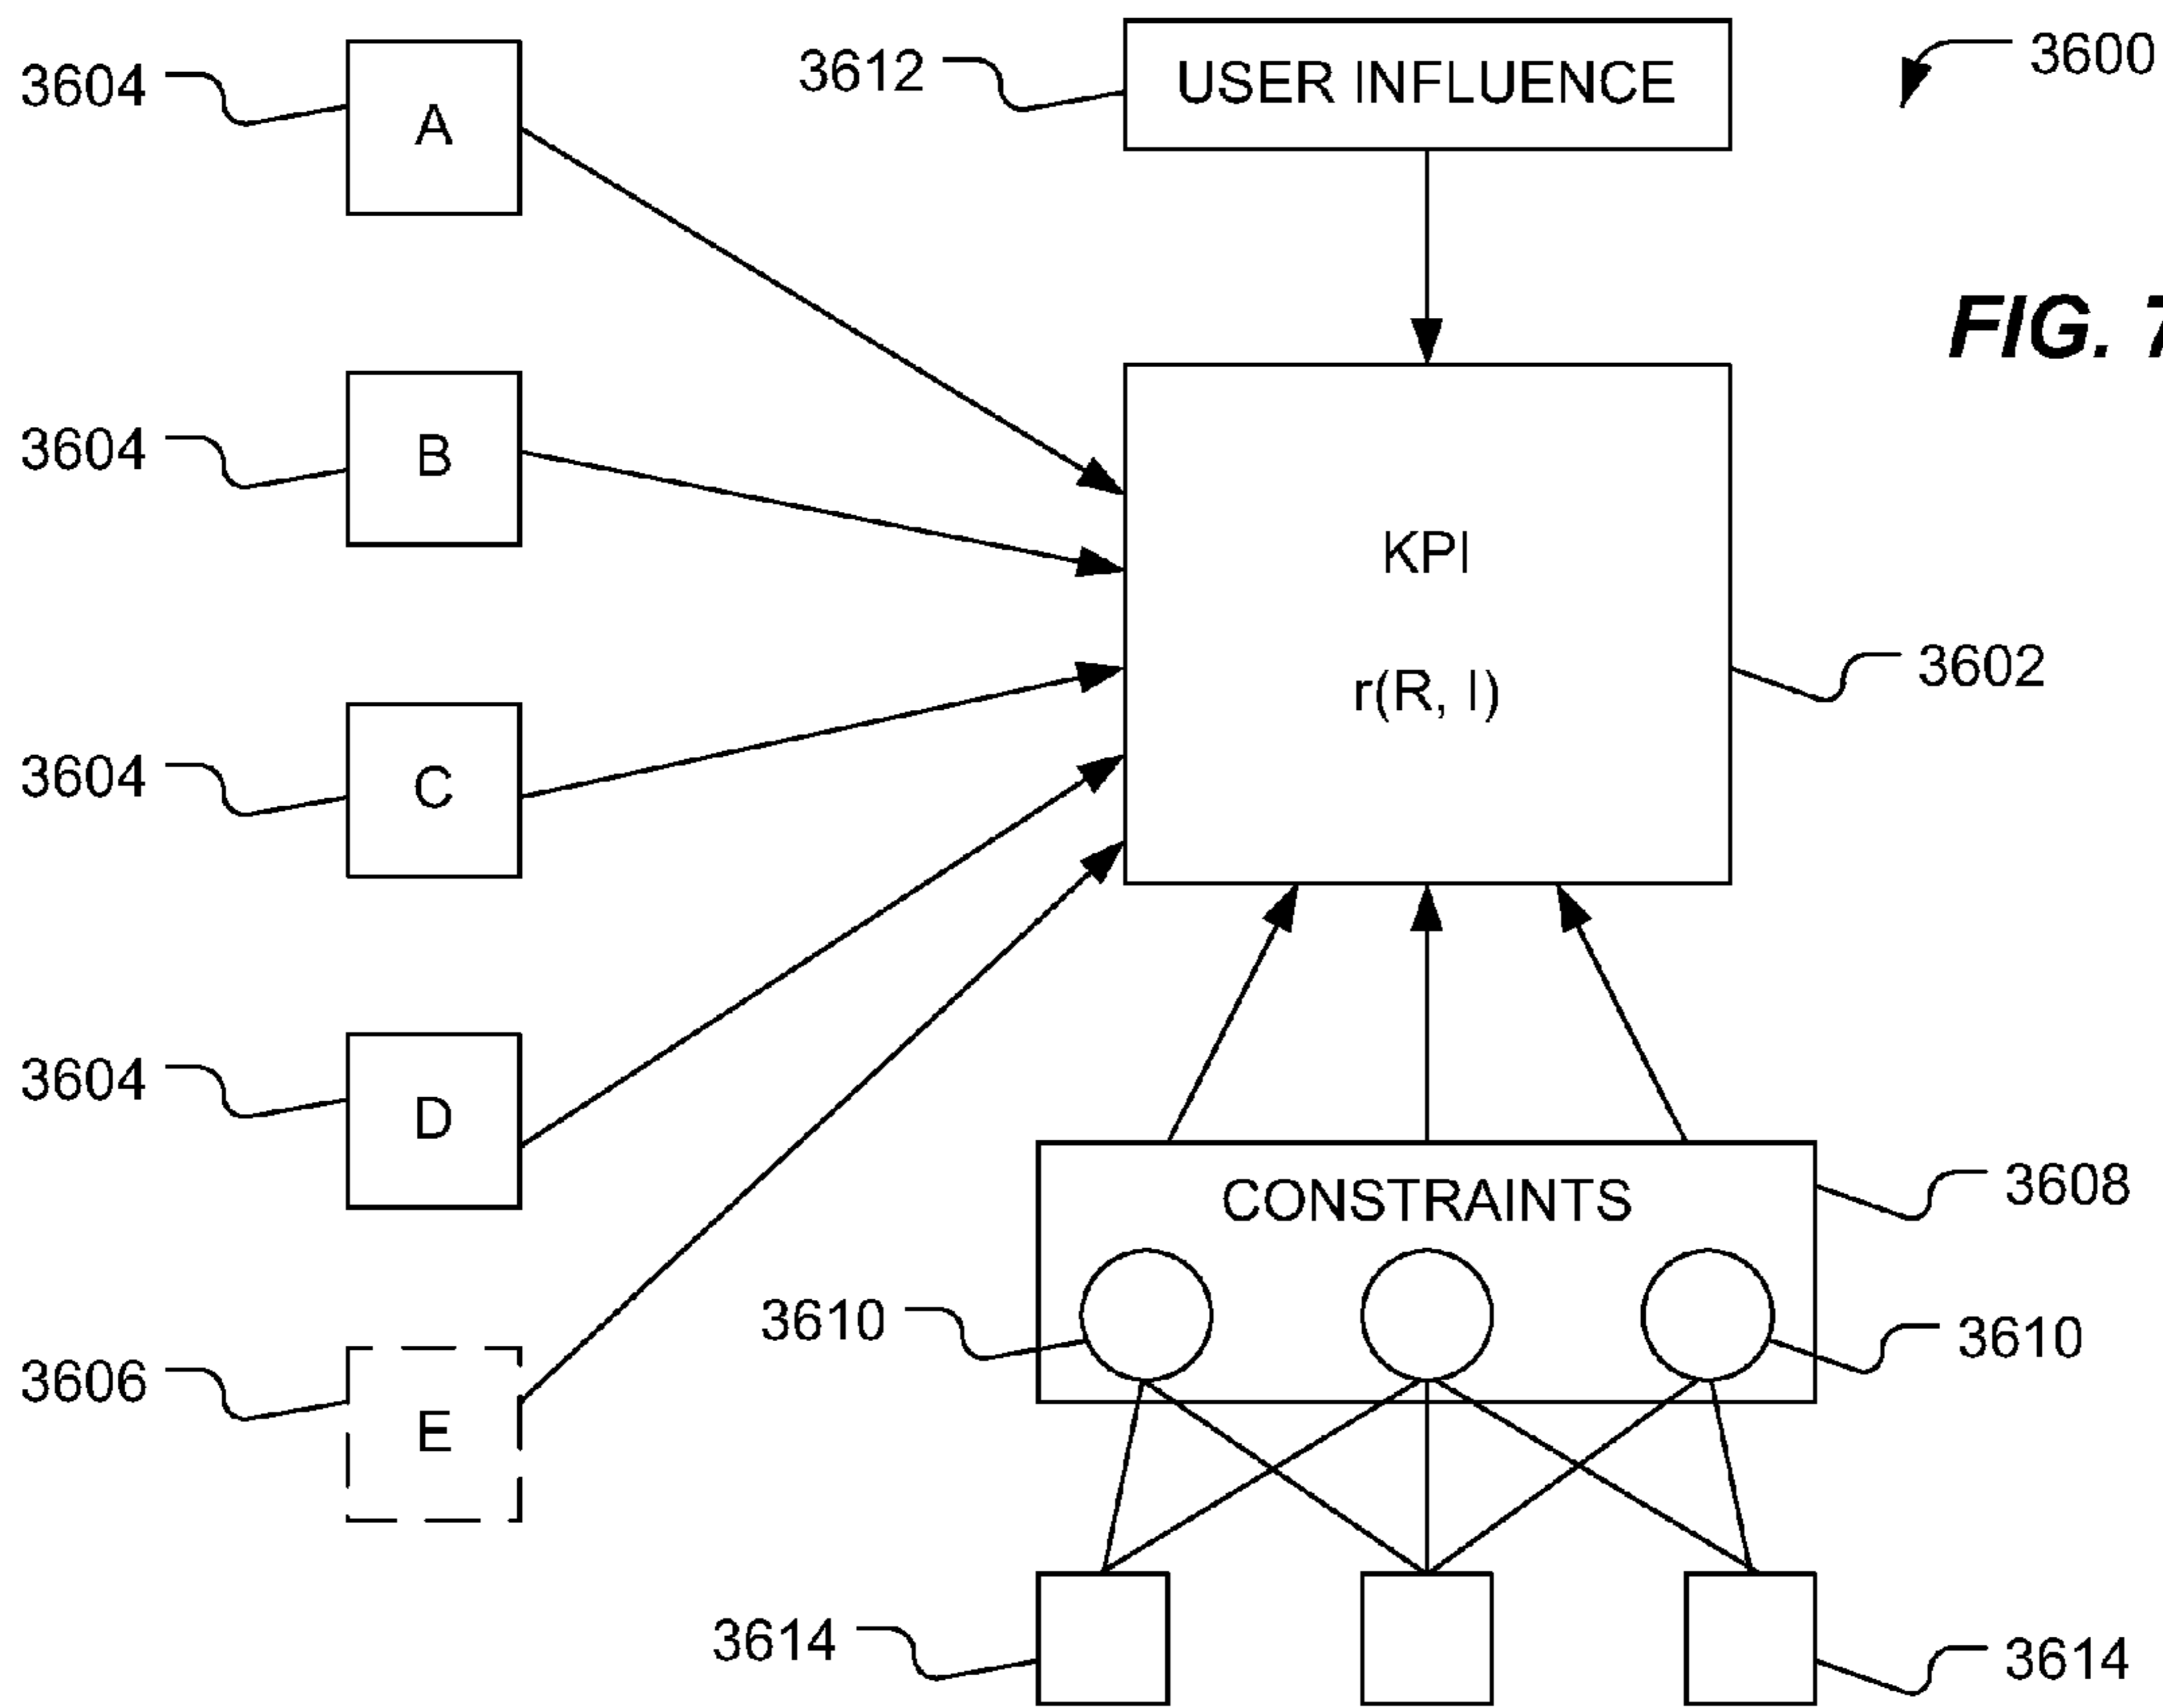 3604
A
3612
USER INFLUENCE
3600
FIG. 7
3604
B
KPI
r(R, I)
3602
3604
C
3604
D
CONSTRAINTS
3608
3610
3610
3606
E
3614
3614